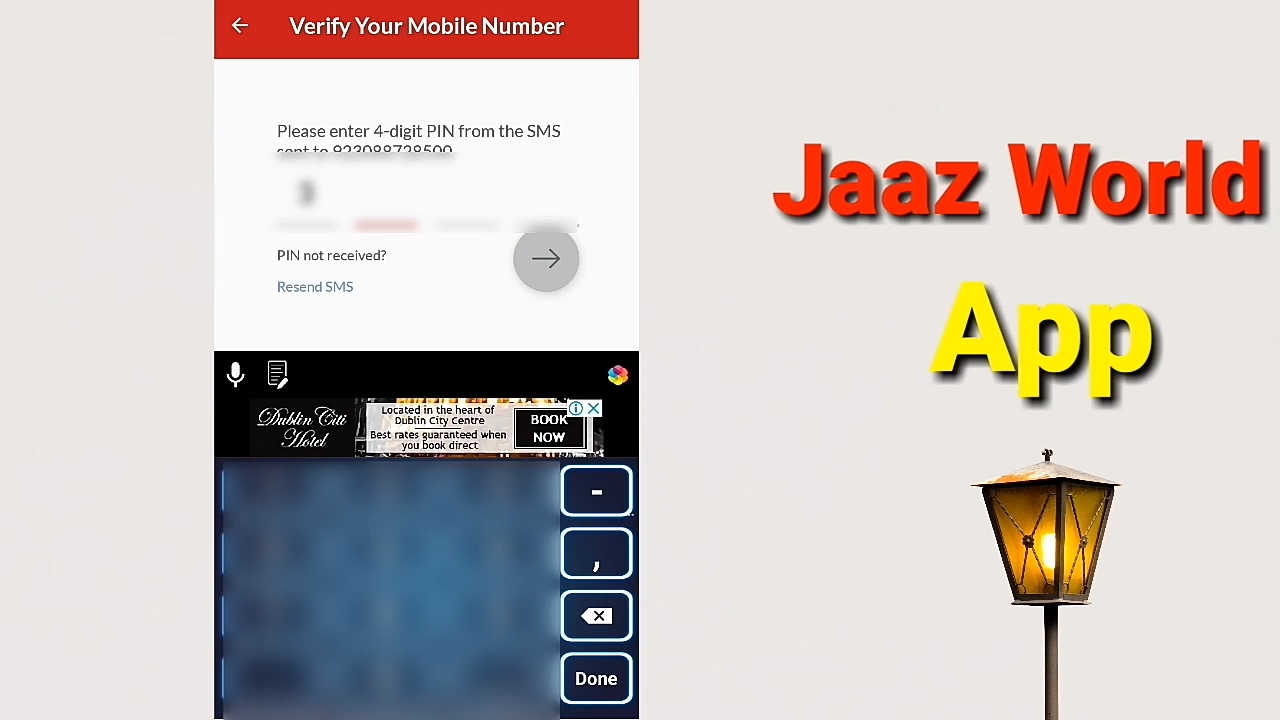 Verify Your Mobile Number
Please enter 4-digit PIN from the SMS
sent to
PIN not received?
Resend SMS
Dublin Citi
Hotel
Located in the heart of
Dublin City Centre
Best rates guaranteed when
you book direct
BOOK
NOW
-
,
Done
Jaaz World
App